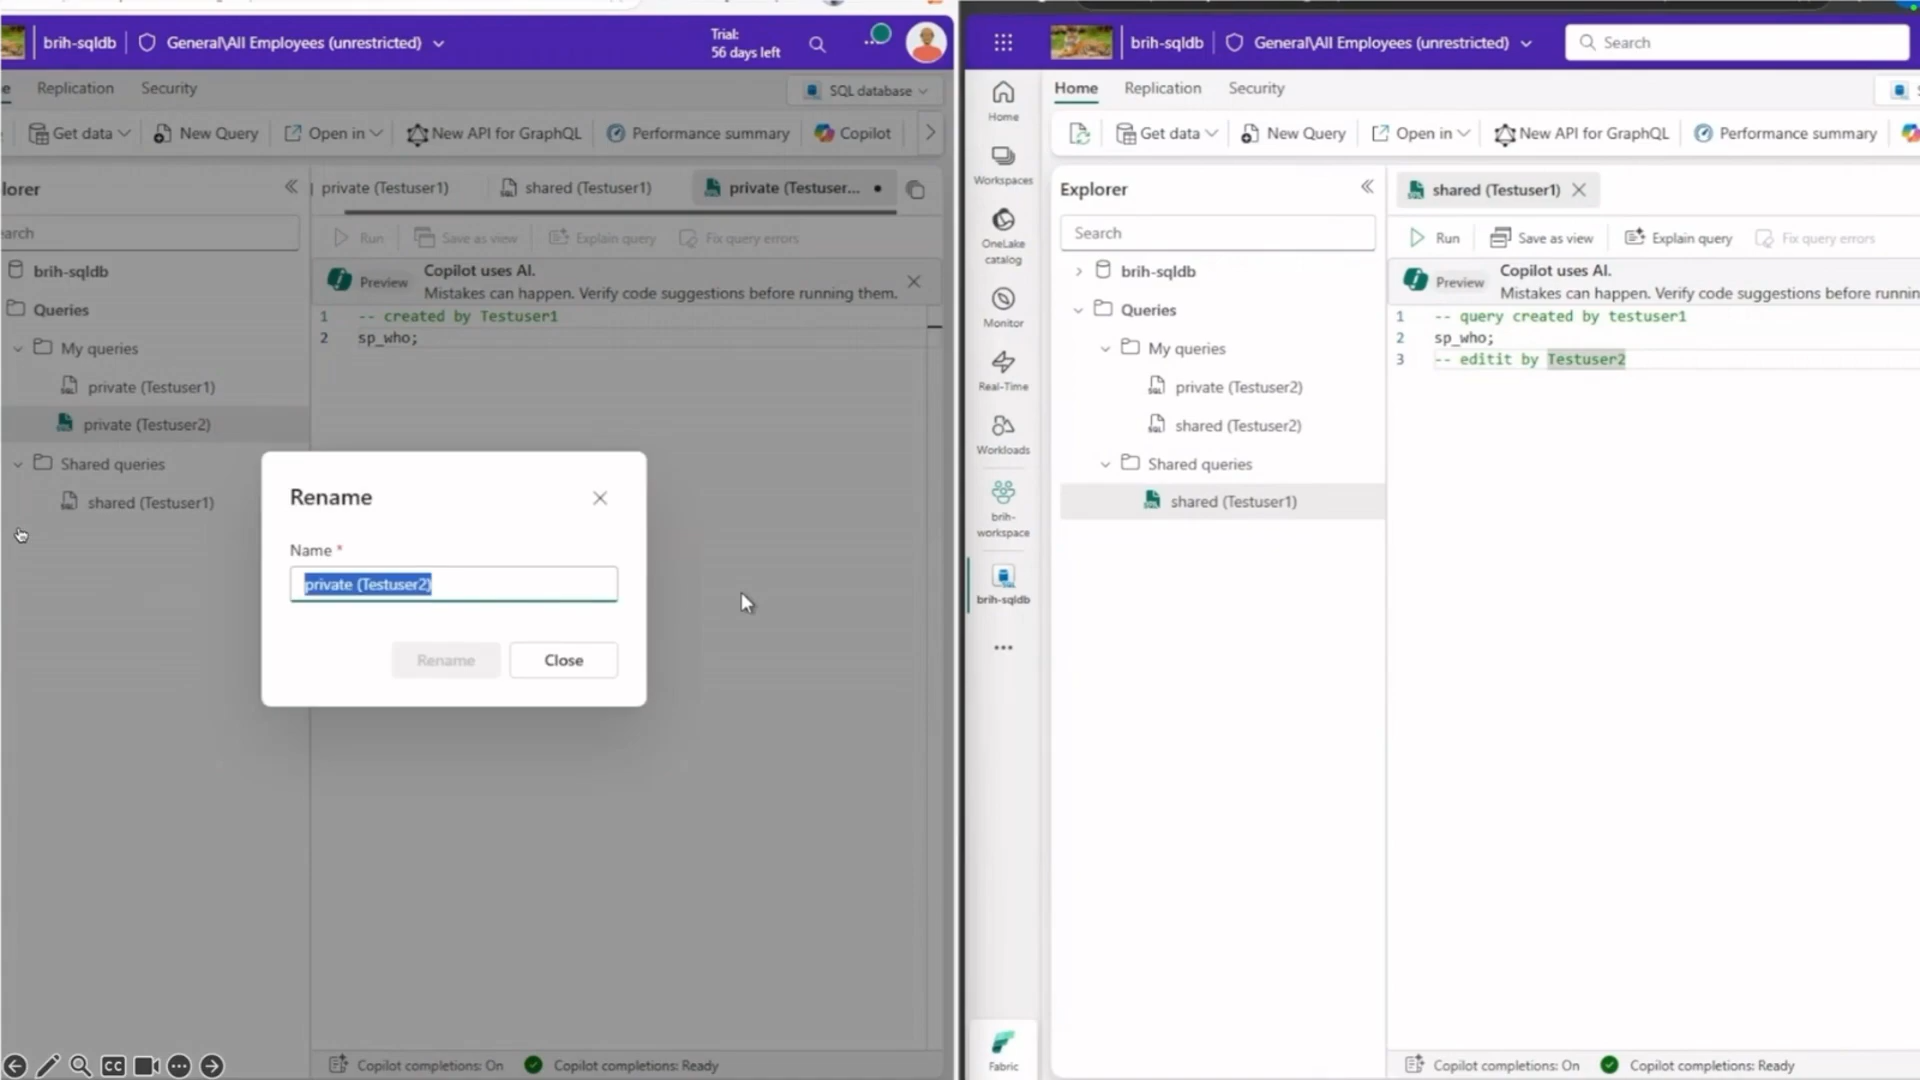 brih-sqldb
General\All Employees (unrestricted)
Trial:
56 days left
Replication
Security
SQL database
Get data
New Query
Open in
New API for GraphQL
Performance summary
Copilot
lorer
private (Testuser1)
shared (Testuser1)
private (Testuser...
arch
Run
Save as view
Explain query
Fix query errors
brih-sqldb
Queries
My queries
private (Testuser1)
private (Testuser2)
Shared queries
shared (Testuser1)
Preview
Copilot uses AI.
Mistakes can happen. Verify code suggestions before running them.
1 -- created by Testuser1
2 sp_who;
Rename
Name *
private (Testuser2)
Rename
Close
CC
Copilot completions: On
Copilot completions: Ready
brih-sqldb
General\All Employees (unrestricted)
Search
Home
Workspaces
OneLake
catalog
Monitor
Real-Time
Workloads
brih-
workspace
brih-sqldb
Fabric
Home
Replication
Security
Get data
New Query
Open in
New API for GraphQL
Performance summary
Explorer
Search
brih-sqldb
Queries
My queries
private (Testuser2)
shared (Testuser2)
Shared queries
shared (Testuser1)
shared (Testuser1)
Run
Save as view
Explain query
Fix query errors
Preview
Copilot uses AI.
Mistakes can happen. Verify code suggestions before runnin
1 -- query created by testuser1
2 sp_who;
3 -- editit by Testuser2
Copilot completions: On
Copilot completions: Ready